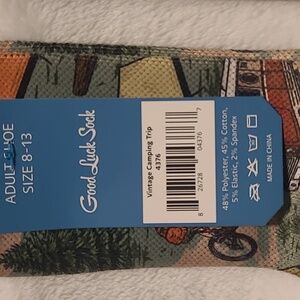 ADULT SHOE
SIZE 8-13
Good Luck Sock
Vintage Camping Trip
4376
8 26728 04376 7
48% Polyester, 45% Cotton,
5% Elastic, 2% Spandex
MADE IN CHINA